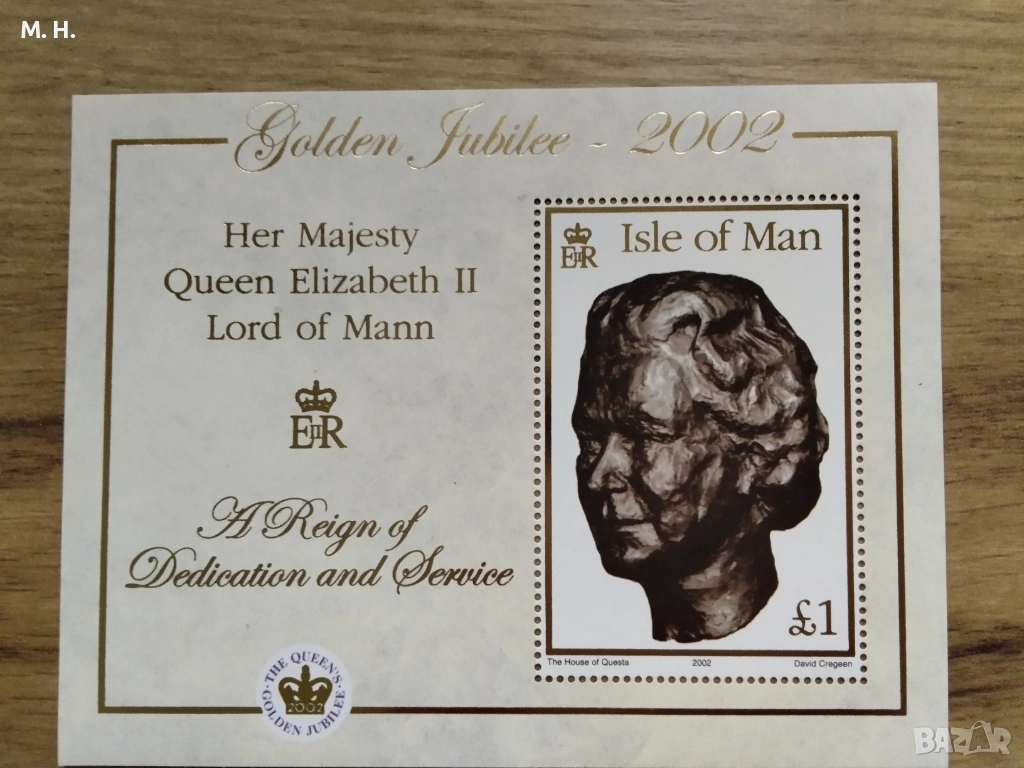 M. H.
Golden Jubilee - 2002
Her Majesty
Queen Elizabeth II
Lord of Mann
EIIR
A Reign of
Dedication and Service
THE QUEEN'S
2002
GOLDEN JUBILEE
EIIR
Isle of Man
£1
The House of Questa 2002 David Cregeen
BAZAR